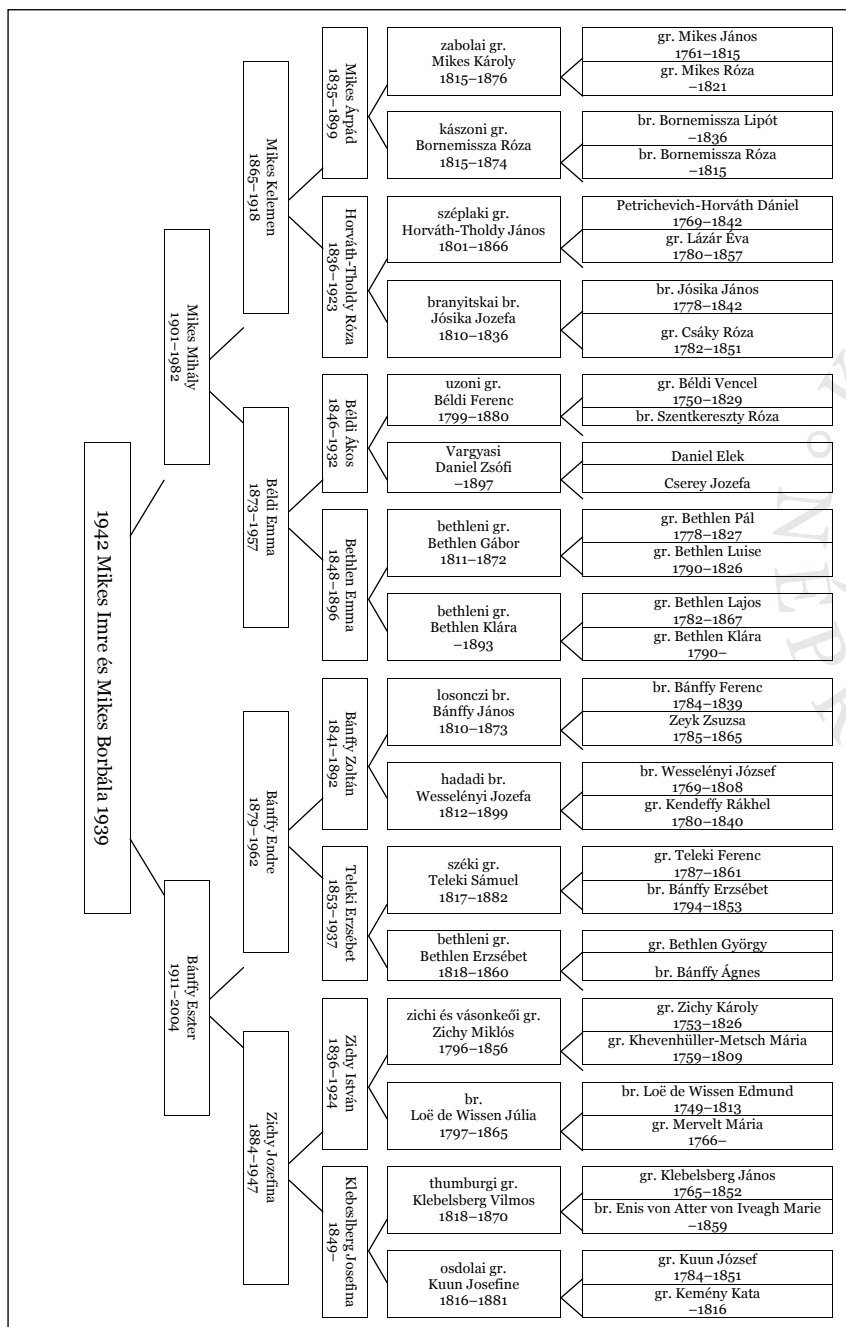 1942 Mikes Imre és Mikes Borbála 1939
Mikes Mihály
1901–1982
Bánffy Eszter
1911–2004
Mikes Kelemen
1865–1918
Béldi Emma
1873–1957
Bánffy Endre
1879–1962
Zichy Jozefina
1884–1947
Mikes Árpád
1835–1899
Horváth-Tholdy Róza
1836–1923
Béldi Ákos
1846–1932
Bethlen Emma
1848–1896
Bánffy Zoltán
1841–1892
Teleki Erzsébet
1853–1937
Zichy István
1836–1924
Klebeslberg Josefina
1849–
zabolai gr.
Mikes Károly
1815–1876
kászoni gr.
Bornemissza Róza
1815–1874
széplaki gr.
Horváth-Tholdy János
1801–1866
branyitskai br.
Jósika Jozefa
1810–1836
uzoni gr.
Béldi Ferenc
1799–1880
Vargyasi
Daniel Zsófi
–1897
bethleni gr.
Bethlen Gábor
1811–1872
bethleni gr.
Bethlen Klára
–1893
losonczi br.
Bánffy János
1810–1873
hadadi br.
Wesselényi Jozefa
1812–1899
széki gr.
Teleki Sámuel
1817–1882
bethleni gr.
Bethlen Erzsébet
1818–1860
zichi és vásonkeői gr.
Zichy Miklós
1796–1856
br.
Loë de Wissen Júlia
1797–1865
thumburgi gr.
Klebelsberg Vilmos
1818–1870
osdolai gr.
Kuun Josefine
1816–1881
gr. Mikes János
1761–1815
gr. Mikes Róza
–1821
br. Bornemissza Lipót
–1836
br. Bornemissza Róza
–1815
Petrichevich-Horváth Dániel
1769–1842
gr. Lázár Éva
1780–1857
br. Jósika János
1778–1842
gr. Csáky Róza
1782–1851
gr. Béldi Vencel
1750–1829
br. Szentkereszty Róza
Daniel Elek
Cserey Jozefa
gr. Bethlen Pál
1778–1827
gr. Bethlen Luise
1790–1826
gr. Bethlen Lajos
1782–1867
gr. Bethlen Klára
1790–
br. Bánffy Ferenc
1784–1839
Zeyk Zsuzsa
1785–1865
br. Wesselényi József
1769–1808
gr. Kendeffy Rákhel
1780–1840
gr. Teleki Ferenc
1787–1861
br. Bánffy Erzsébet
1794–1853
gr. Bethlen György
br. Bánffy Ágnes
gr. Zichy Károly
1753–1826
gr. Khevenhüller-Metsch Mária
1759–1809
br. Loë de Wissen Edmund
1749–1813
gr. Mervelt Mária
1766–
gr. Klebelsberg János
1765–1852
br. Enis von Atter von Iveagh Marie
–1859
gr. Kuun József
1784–1851
gr. Kemény Kata
–1816